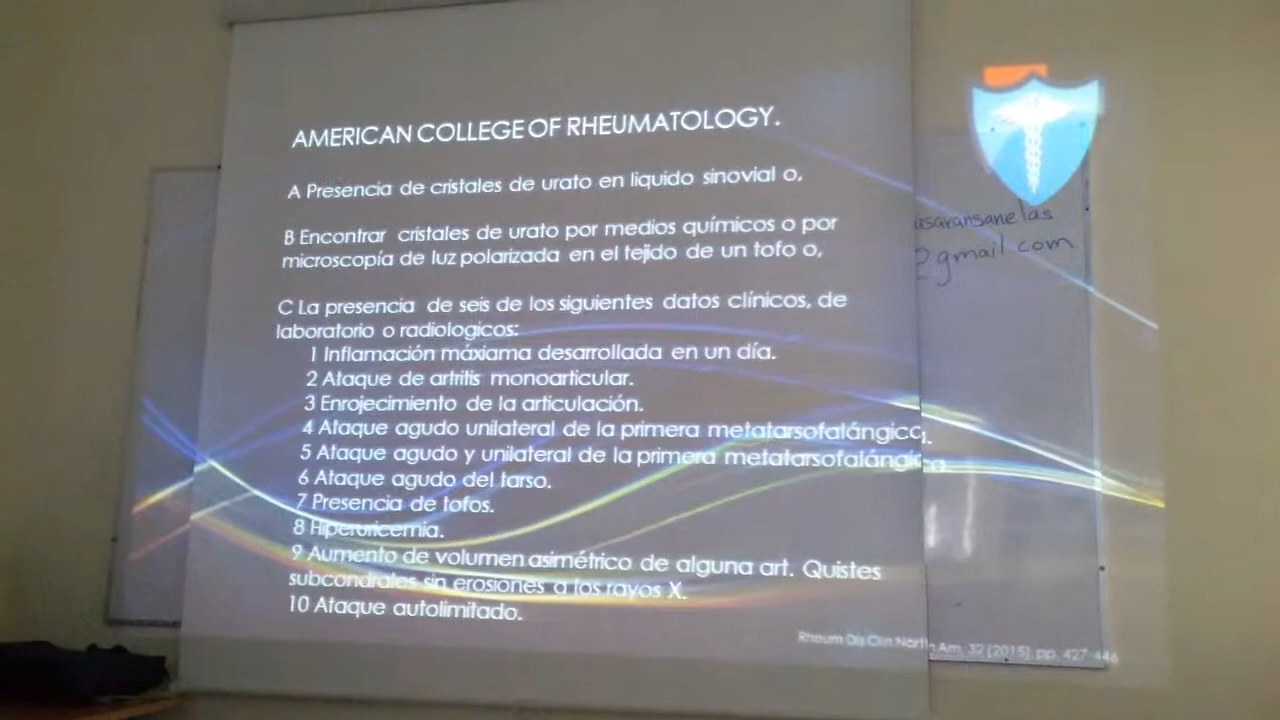 AMERICAN COLLEGE OF RHEUMATOLOGY.
A Presencia de cristales de urato en liquido sinovial o,
B Encontrar cristales de urato por medios químicos o por
microscopía de luz polarizada en el tejido de un tofo o,
C La presencia de seis de los siguientes datos clínicos, de
laboratorio o radiologicos:
1 Inflamación máxiama desarrollada en un día.
2 Ataque de artritis monoarticular.
3 Enrojecimiento de la articulación.
4 Ataque agudo unilateral de la primera metatarsofalángica.
5 Ataque agudo y unilateral de la primera metatarsofalángica
6 Ataque agudo del tarso.
7 Presencia de tofos.
8 Hiperuricemia.
9 Aumento de volumen asimétrico de alguna art. Quistes
subcondrales sin erosiones a los rayos X.
10 Ataque autolimitado.
Rheum Dis Clin North Am, 32 (2015), pp. 427-446
@gmail.com